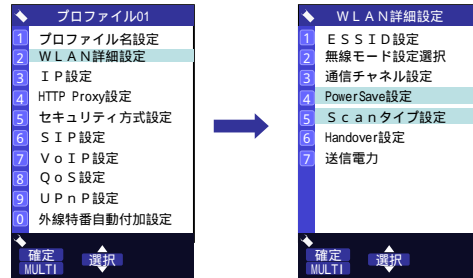 プロファイル01
1 プロファイル名設定
2 ＷＬＡＮ詳細設定
3 ＩＰ設定
4 HTTP Proxy設定
5 セキュリティ方式設定
6 ＳＩＰ設定
7 ＶｏＩＰ設定
8 ＱｏＳ設定
9 ＵＰｎＰ設定
0 外線特番自動付加設定
確定 選択
MULTI
ＷＬＡＮ詳細設定
1 ＥＳＳＩＤ設定
2 無線モード設定選択
3 通信チャネル設定
4 PowerSave設定
5 Ｓｃａｎタイプ設定
6 Handover設定
7 送信電力
確定 選択
MULTI